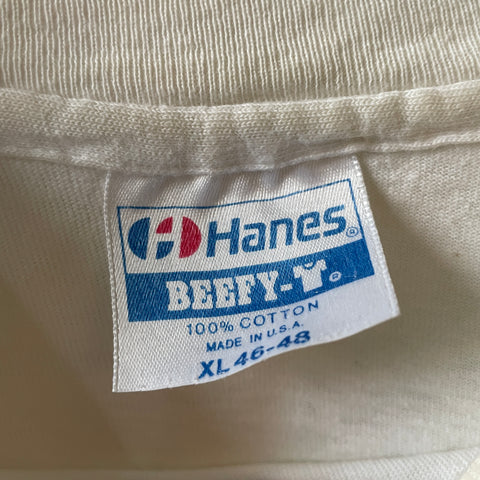 Hanes®
BEEFY-T®
100% COTTON
MADE IN U.S.A.
XL 46-48